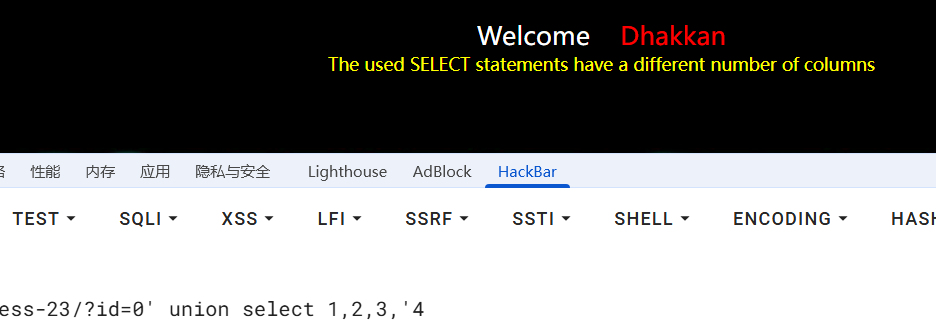 Welcome Dhakkan
The used SELECT statements have a different number of columns
性能 内存 应用 隐私与安全 Lighthouse AdBlock HackBar
TEST SQLI XSS LFI SSRF SSTI SHELL ENCODING HASH
ess-23/?id=0' union select 1,2,3,'4